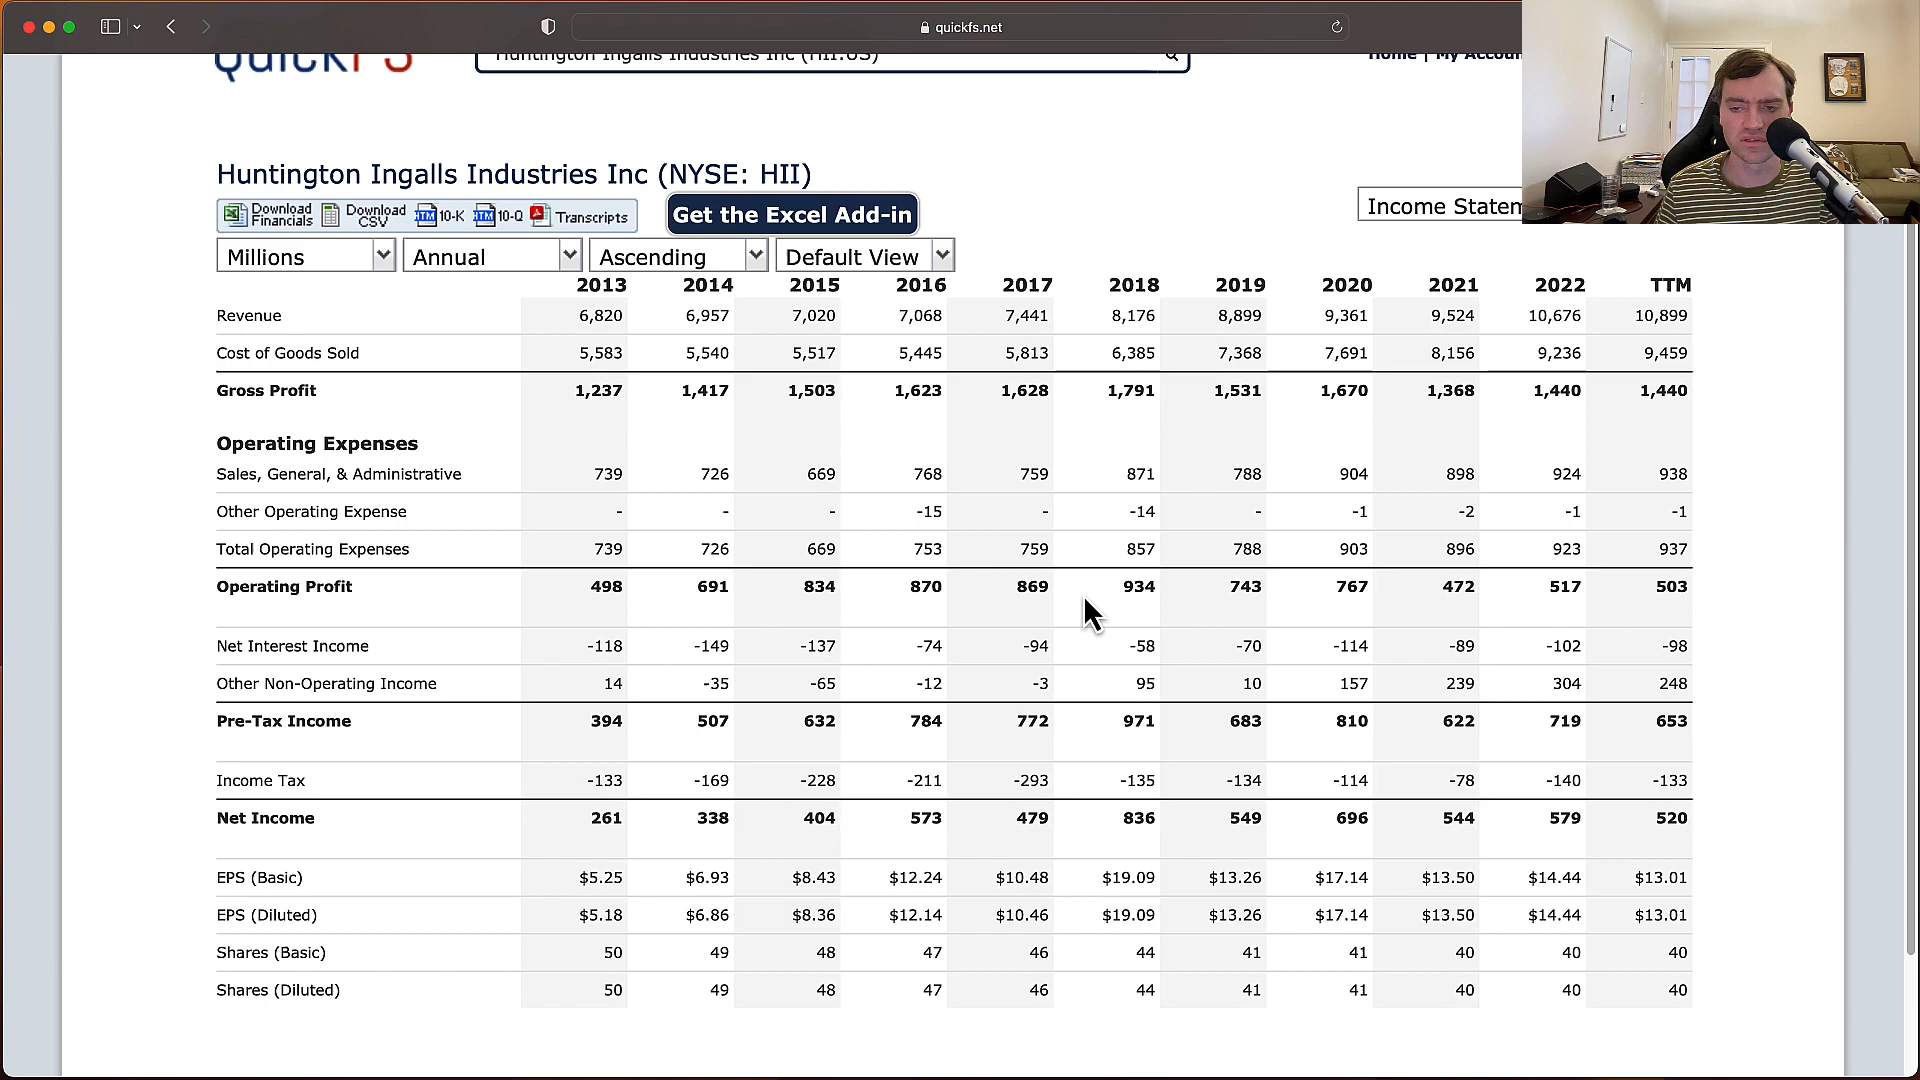 quickfs.net
QuickFS
Huntington Ingalls Industries Inc (HII:US)
Home | My Accoun
Huntington Ingalls Industries Inc (NYSE: HII)
Download Financials Download CSV 10-K 10-Q Transcripts Get the Excel Add-in
Income Statem
Millions Annual Ascending Default View
2013 2014 2015 2016 2017 2018 2019 2020 2021 2022 TTM
Revenue 6,820 6,957 7,020 7,068 7,441 8,176 8,899 9,361 9,524 10,676 10,899
Cost of Goods Sold 5,583 5,540 5,517 5,445 5,813 6,385 7,368 7,691 8,156 9,236 9,459
Gross Profit 1,237 1,417 1,503 1,623 1,628 1,791 1,531 1,670 1,368 1,440 1,440
Operating Expenses
Sales, General, & Administrative 739 726 669 768 759 871 788 904 898 924 938
Other Operating Expense - - - -15 - -14 - -1 -2 -1 -1
Total Operating Expenses 739 726 669 753 759 857 788 903 896 923 937
Operating Profit 498 691 834 870 869 934 743 767 472 517 503
Net Interest Income -118 -149 -137 -74 -94 -58 -70 -114 -89 -102 -98
Other Non-Operating Income 14 -35 -65 -12 -3 95 10 157 239 304 248
Pre-Tax Income 394 507 632 784 772 971 683 810 622 719 653
Income Tax -133 -169 -228 -211 -293 -135 -134 -114 -78 -140 -133
Net Income 261 338 404 573 479 836 549 696 544 579 520
EPS (Basic) $5.25 $6.93 $8.43 $12.24 $10.48 $19.09 $13.26 $17.14 $13.50 $14.44 $13.01
EPS (Diluted) $5.18 $6.86 $8.36 $12.14 $10.46 $19.09 $13.26 $17.14 $13.50 $14.44 $13.01
Shares (Basic) 50 49 48 47 46 44 41 41 40 40 40
Shares (Diluted) 50 49 48 47 46 44 41 41 40 40 40